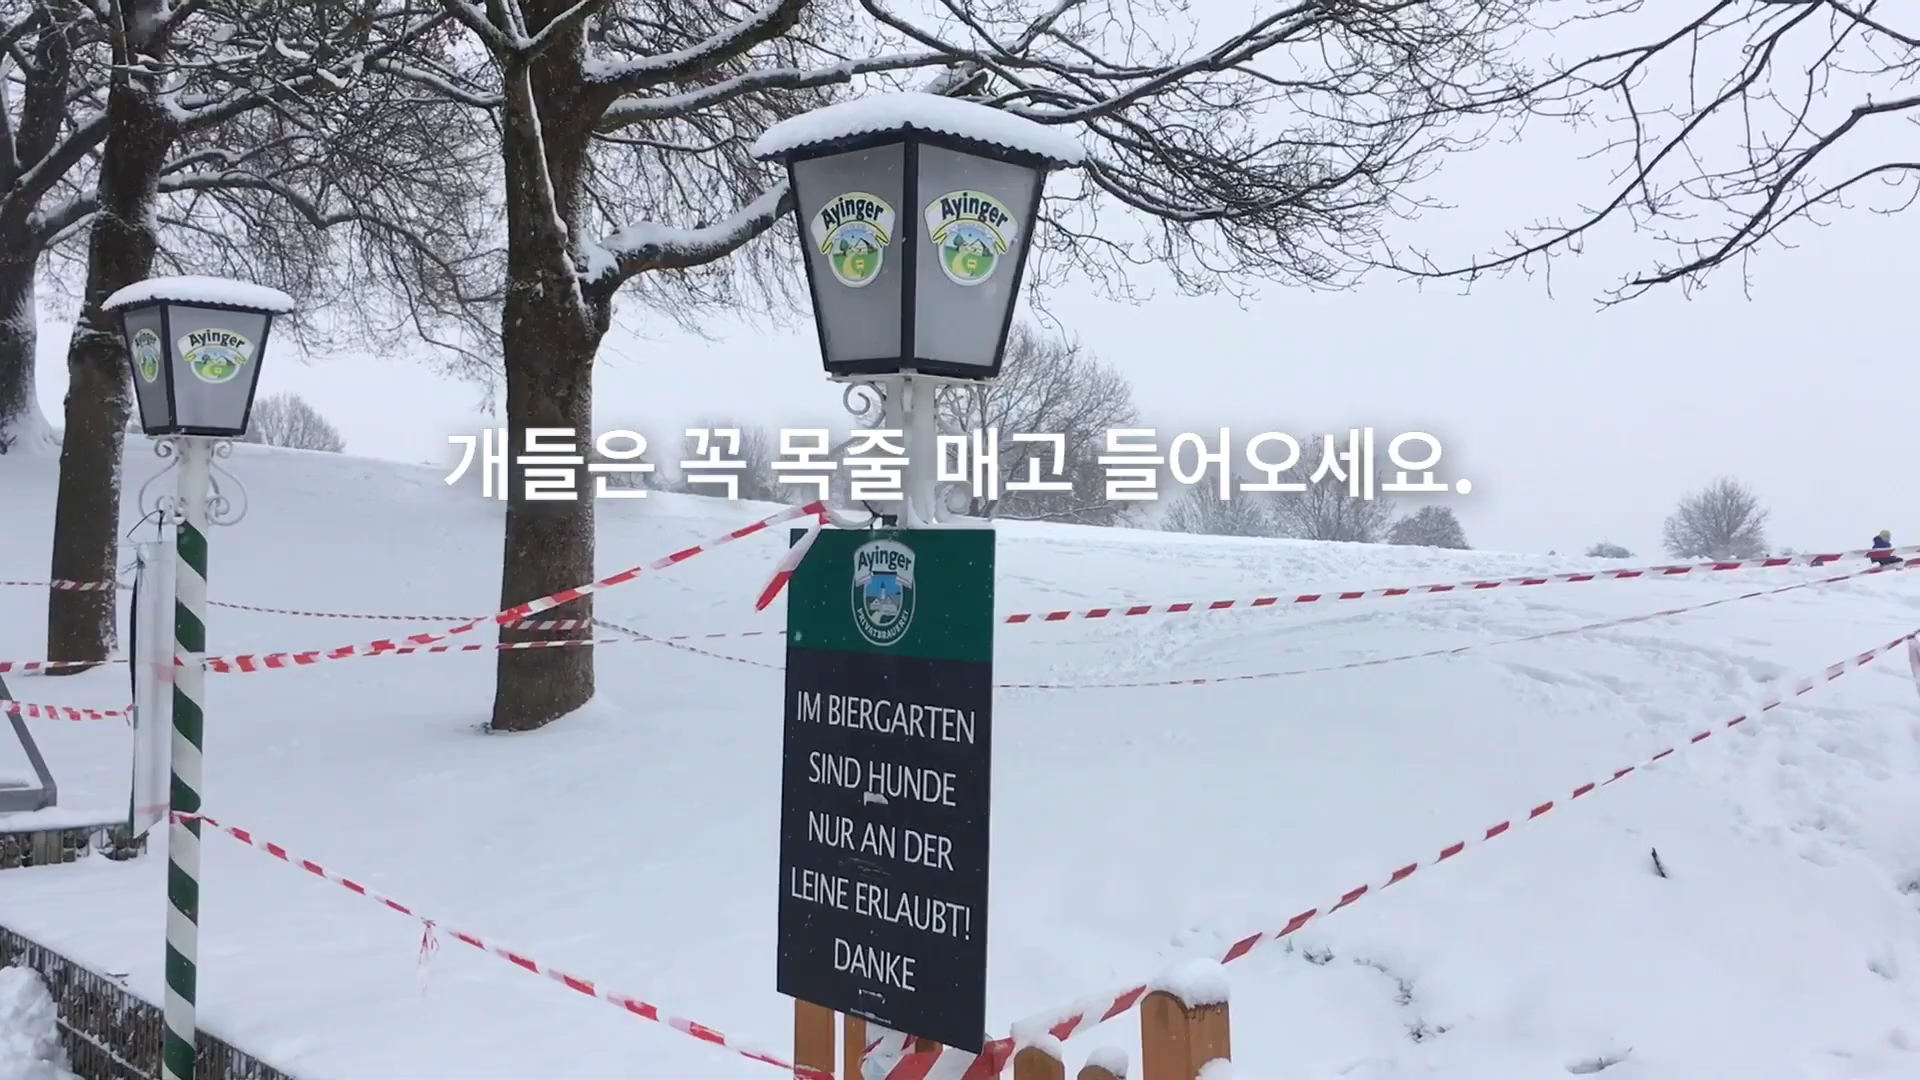 Ayinger
Ayinger
Ayinger
Ayinger
개들은 꼭 목줄 매고 들어오세요.
Ayinger
PRIVATBRAUEREI
IM BIERGARTEN
SIND HUNDE
NUR AN DER
LEINE ERLAUBT!
DANKE